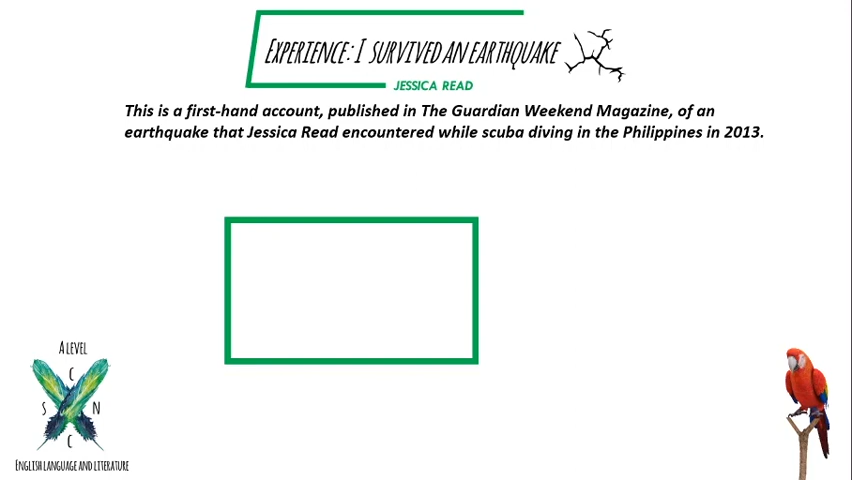 EXPERIENCE: I SURVIVED AN EARTHQUAKE
JESSICA READ
This is a first-hand account, published in The Guardian Weekend Magazine, of an
earthquake that Jessica Read encountered while scuba diving in the Philippines in 2013.
A LEVEL
C
S N
C
ENGLISH LANGUAGE AND LITERATURE